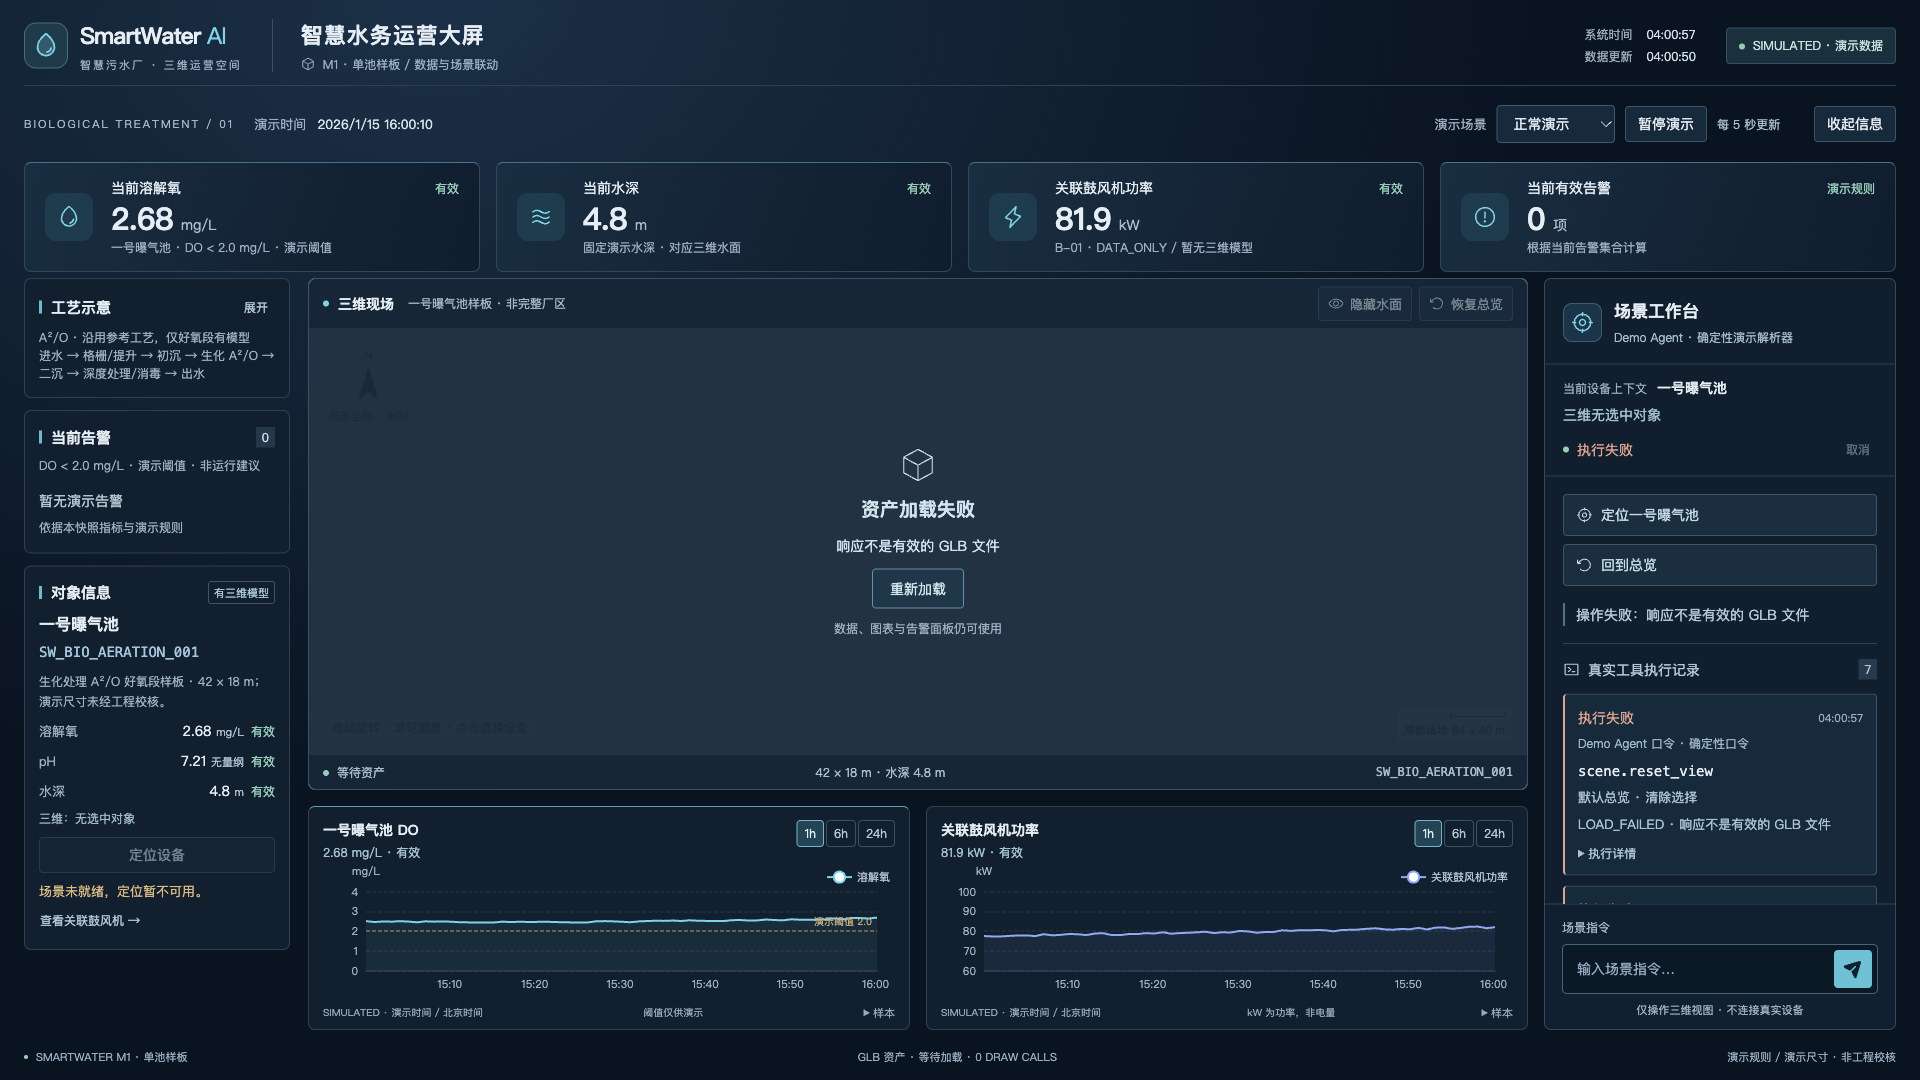 SmartWater AI
智慧污水厂 · 三维运营空间
智慧水务运营大屏
M1 · 单池样板 / 数据与场景联动
系统时间 04:00:57
数据更新 04:00:50
SIMULATED · 演示数据
BIOLOGICAL TREATMENT / 01 演示时间 2026/1/15 16:00:10
演示场景 正常演示 暂停演示 每 5 秒更新 收起信息
当前溶解氧 有效
2.68 mg/L
一号曝气池 · DO < 2.0 mg/L · 演示阈值
当前水深 有效
4.8 m
固定演示水深 · 对应三维水面
关联鼓风机功率 有效
81.9 kW
B-01 · DATA_ONLY / 暂无三维模型
当前有效告警 演示规则
0 项
根据当前告警集合计算
工艺示意 展开
A²/O · 沿用参考工艺，仅好氧段有模型
进水 → 格栅/提升 → 初沉 → 生化 A²/O →
二沉 → 深度处理/消毒 → 出水
当前告警 0
DO < 2.0 mg/L · 演示阈值 · 非运行建议
暂无演示告警
依据本快照指标与演示规则
对象信息 有三维模型
一号曝气池
SW_BIO_AERATION_001
生化处理 A²/O 好氧段样板 · 42 × 18 m；
演示尺寸未经工程校核。
溶解氧 2.68 mg/L 有效
pH 7.21 无量纲 有效
水深 4.8 m 有效
三维：无选中对象
定位设备
场景未就绪，定位暂不可用。
查看关联鼓风机 →
三维现场 一号曝气池样板 · 非完整厂区
隐藏水面 恢复总览
N
资产加载失败
响应不是有效的 GLB 文件
重新加载
数据、图表与告警面板仍可使用
拖动旋转 · 滚轮缩放 · 点击选择设备
等待资产 42 × 18 m · 水深 4.8 m SW_BIO_AERATION_001
一号曝气池 DO 1h 6h 24h
2.68 mg/L · 有效
mg/L
溶解氧
4
3
2
1
0
演示阈值 2.0
15:10 15:20 15:30 15:40 15:50 16:00
SIMULATED · 演示时间 / 北京时间 阈值仅供演示 样本
关联鼓风机功率 1h 6h 24h
81.9 kW · 有效
kW
关联鼓风机功率
100
90
80
70
60
15:10 15:20 15:30 15:40 15:50 16:00
SIMULATED · 演示时间 / 北京时间 kW 为功率，非电量 样本
场景工作台
Demo Agent · 确定性演示解析器
当前设备上下文 一号曝气池
三维无选中对象
执行失败 取消
定位一号曝气池
回到总览
操作失败：响应不是有效的 GLB 文件
真实工具执行记录 7
执行失败 04:00:57
Demo Agent 口令 · 确定性口令
scene.reset_view
默认总览 · 清除选择
LOAD_FAILED · 响应不是有效的 GLB 文件
执行详情
场景指令
输入场景指令...
仅操作三维视图 · 不连接真实设备
SMARTWATER M1 · 单池样板
GLB 资产 · 等待加载 · 0 DRAW CALLS
演示规则 / 演示尺寸 · 非工程校核